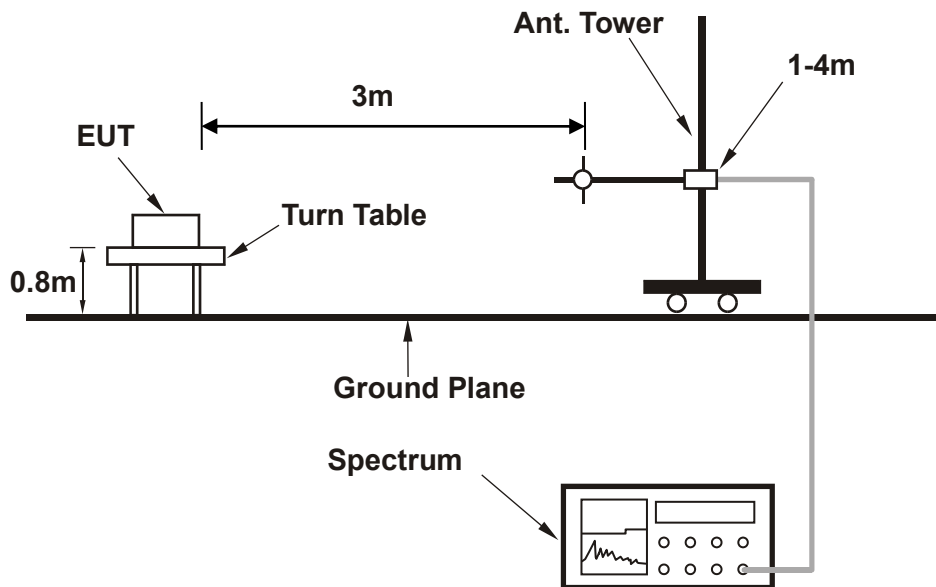 Ant. Tower
1-4m
3m
EUT
Turn Table
0.8m
Ground Plane
Spectrum